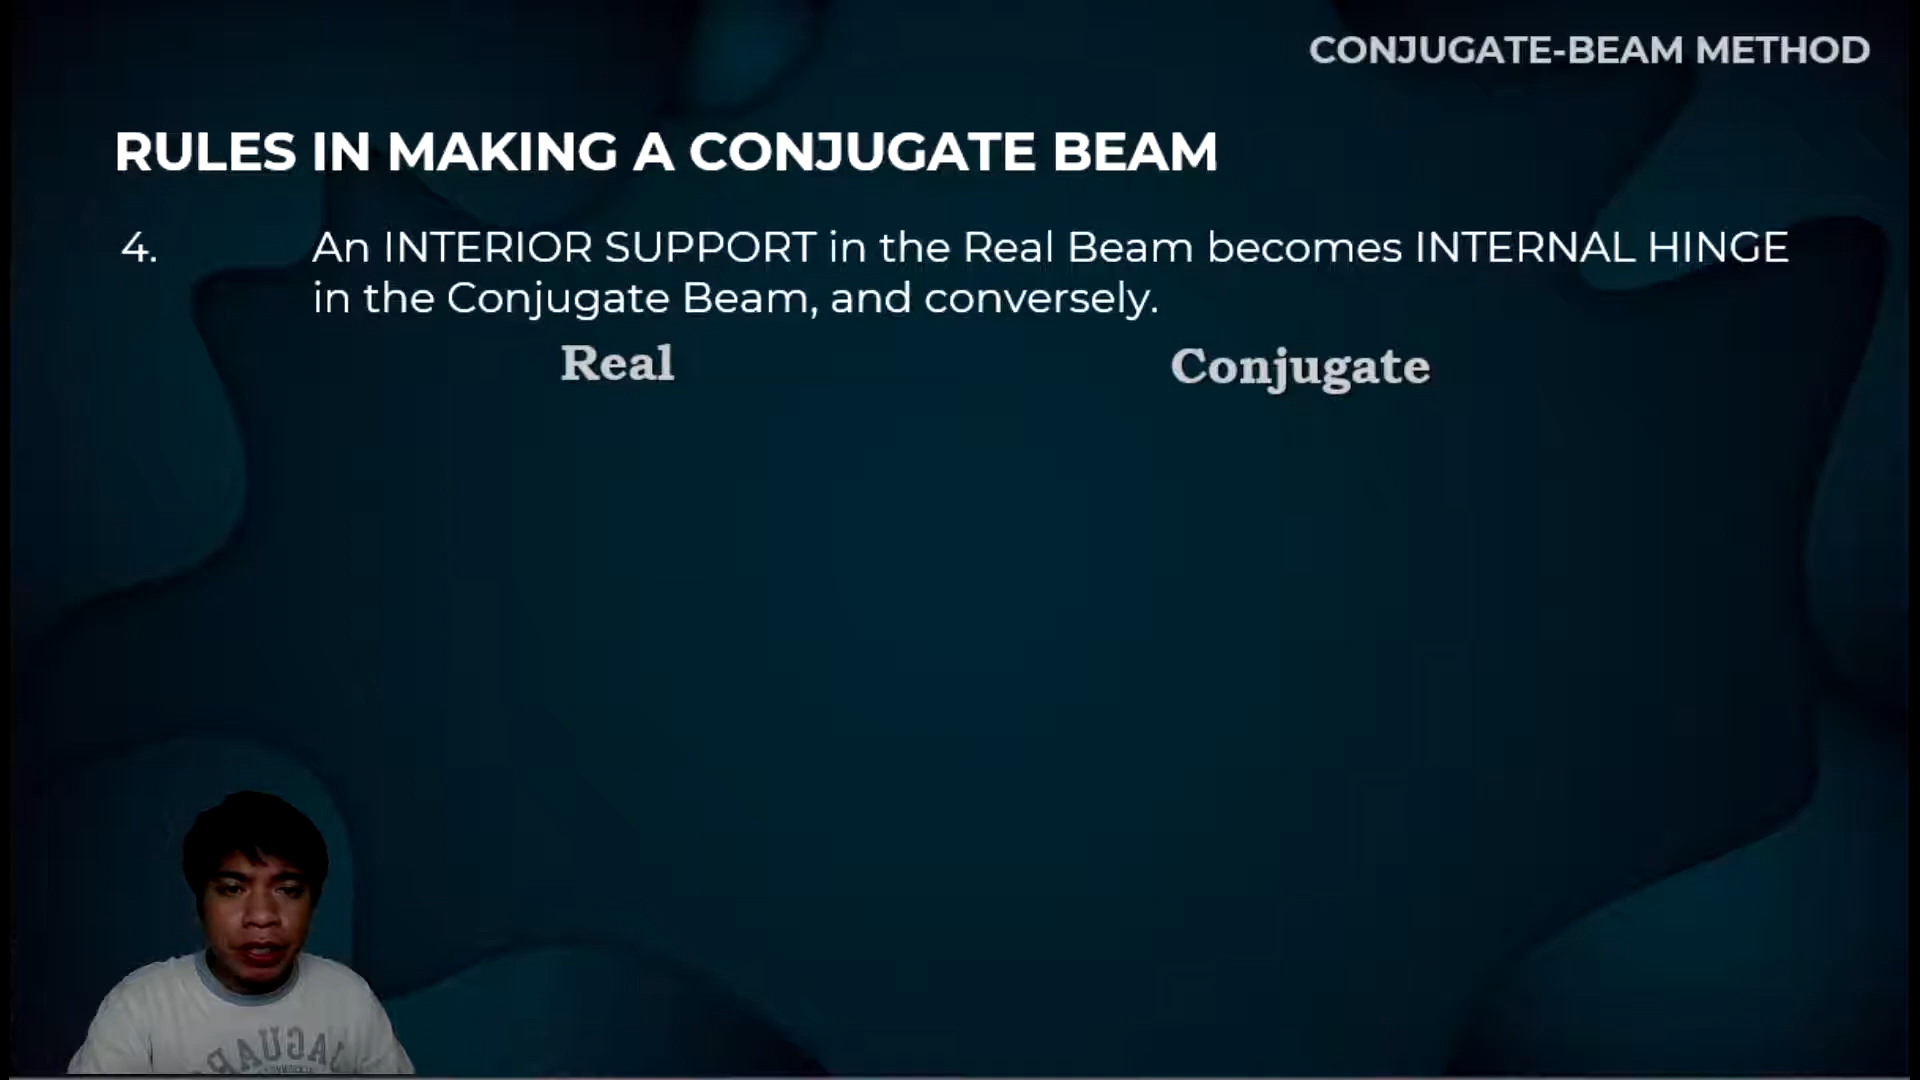 CONJUGATE-BEAM METHOD
RULES IN MAKING A CONJUGATE BEAM
4. An INTERIOR SUPPORT in the Real Beam becomes INTERNAL HINGE
in the Conjugate Beam, and conversely.
Real Conjugate
JAGUAR